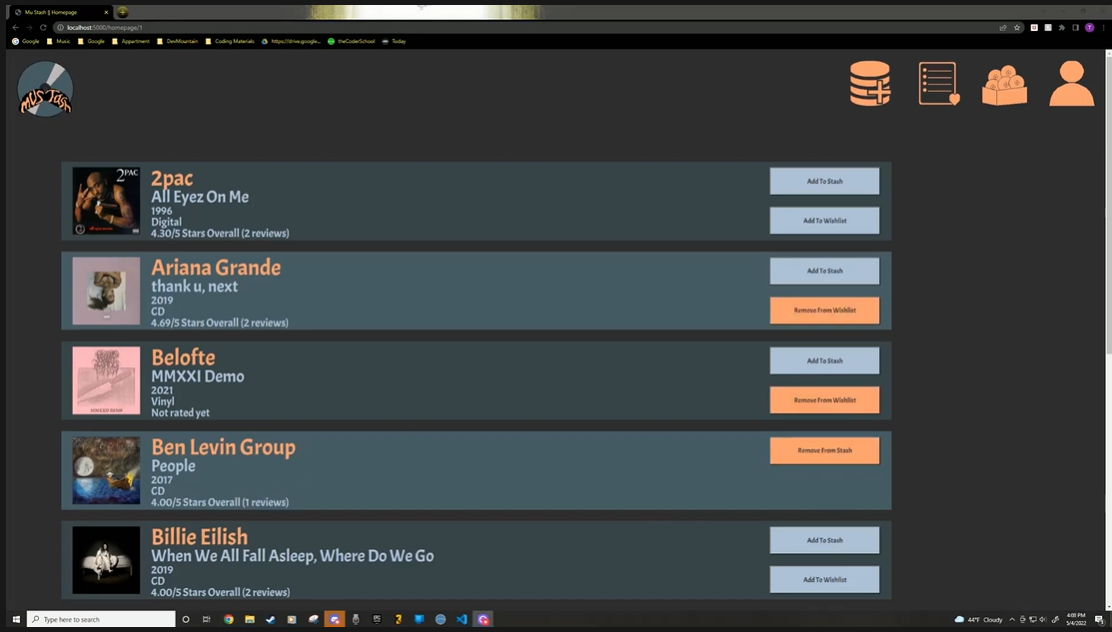 Mu Stash || Homepage
localhost:5000/homepage/1
Google
Music
Google
Appartment
DevMountain
Coding Materials
https://drive.google...
theCoderSchool
Today
MUSTASH
2PAC
2pac
All Eyez On Me
1996
Digital
4.30/5 Stars Overall (2 reviews)
Add To Stash
Add To Wishlist
Ariana Grande
thank u, next
2019
CD
4.69/5 Stars Overall (2 reviews)
Add To Stash
Remove From Wishlist
Belofte
MMXXI Demo
2021
Vinyl
Not rated yet
Add To Stash
Remove From Wishlist
Ben Levin Group
People
2017
CD
4.00/5 Stars Overall (1 reviews)
Remove From Stash
Billie Eilish
When We All Fall Asleep, Where Do We Go
2019
CD
4.00/5 Stars Overall (2 reviews)
Add To Stash
Add To Wishlist
Type here to search
44°F Cloudy
4:08 PM
5/4/2022